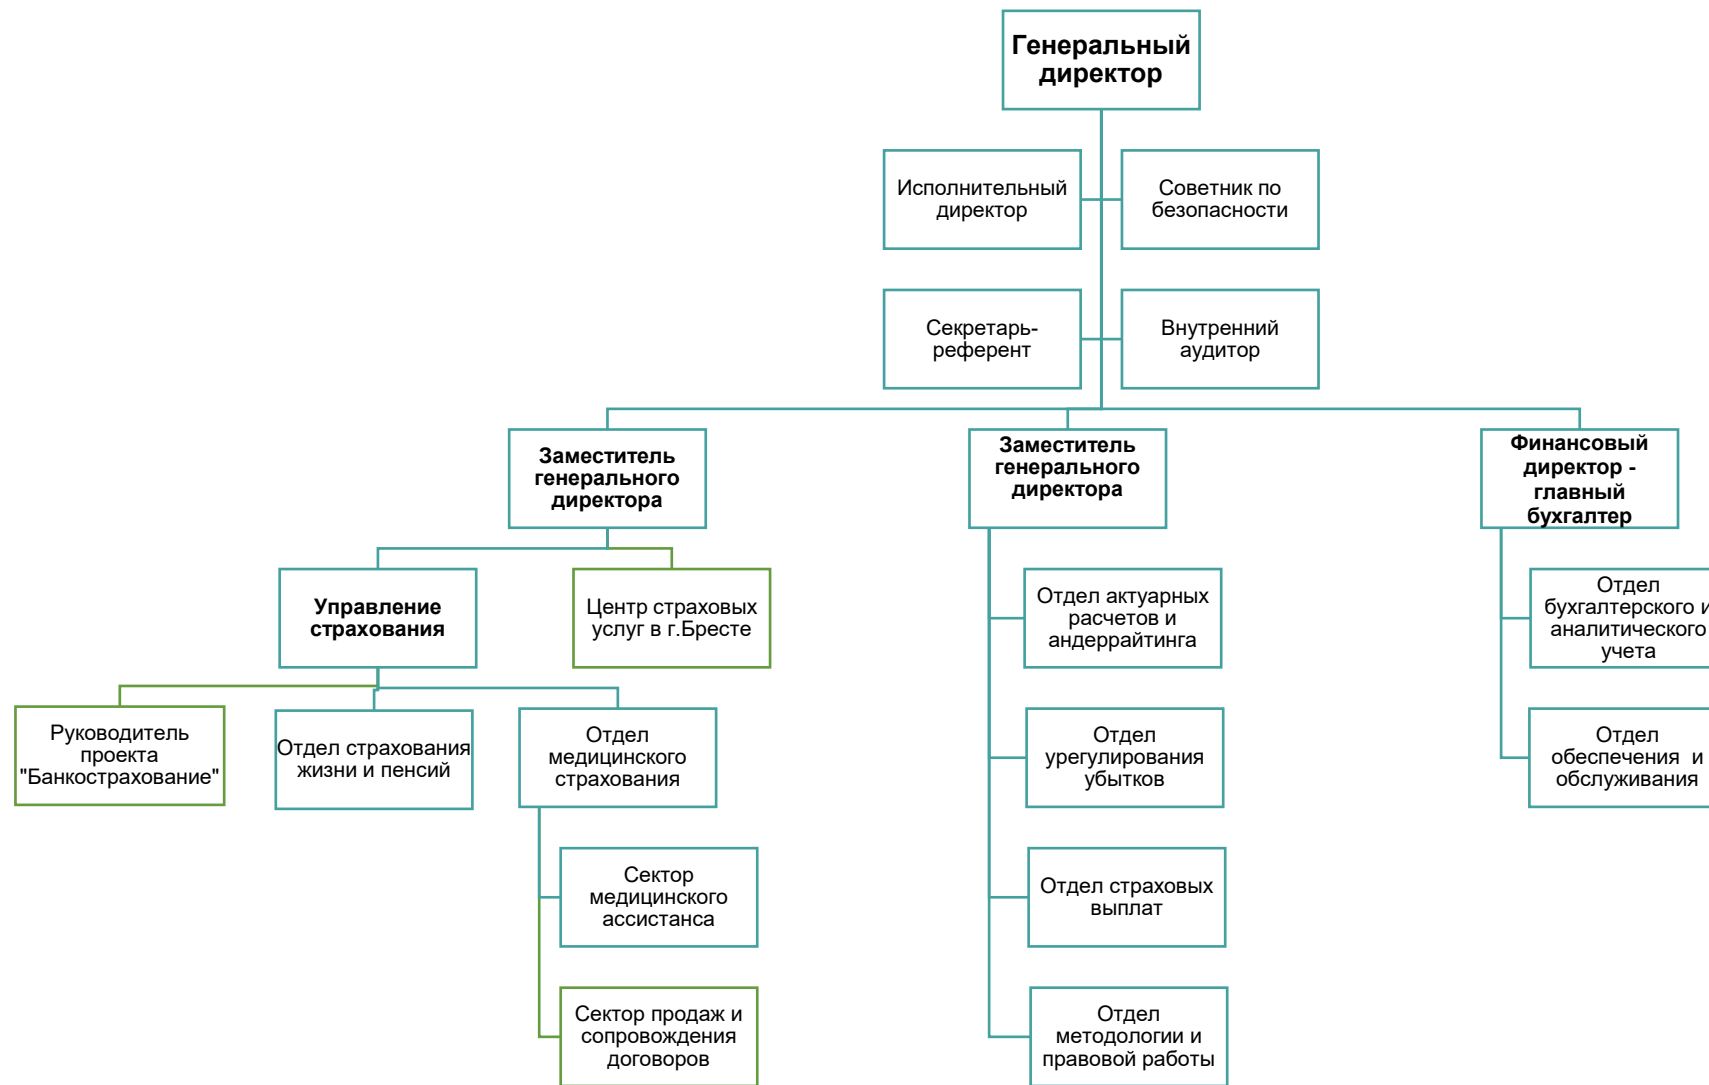 Генеральный
директор
Исполнительный
директор
Советник по
безопасности
Секретарь-
референт
Внутренний
аудитор
Заместитель
генерального
директора
Заместитель
генерального
директора
Финансовый
директор -
главный
бухгалтер
Управление
страхования
Центр страховых
услуг в г.Бресте
Отдел актуарных
расчетов и
андеррайтинга
Отдел
бухгалтерского и
аналитического
учета
Руководитель
проекта
"Банкострахование"
Отдел страхования
жизни и пенсий
Отдел
медицинского
страхования
Отдел
урегулирования
убытков
Отдел
обеспечения  и
обслуживания
Сектор
медицинского
ассистанса
Отдел страховых
выплат
Сектор продаж и
сопровождения
договоров
Отдел
методологии и
правовой работы